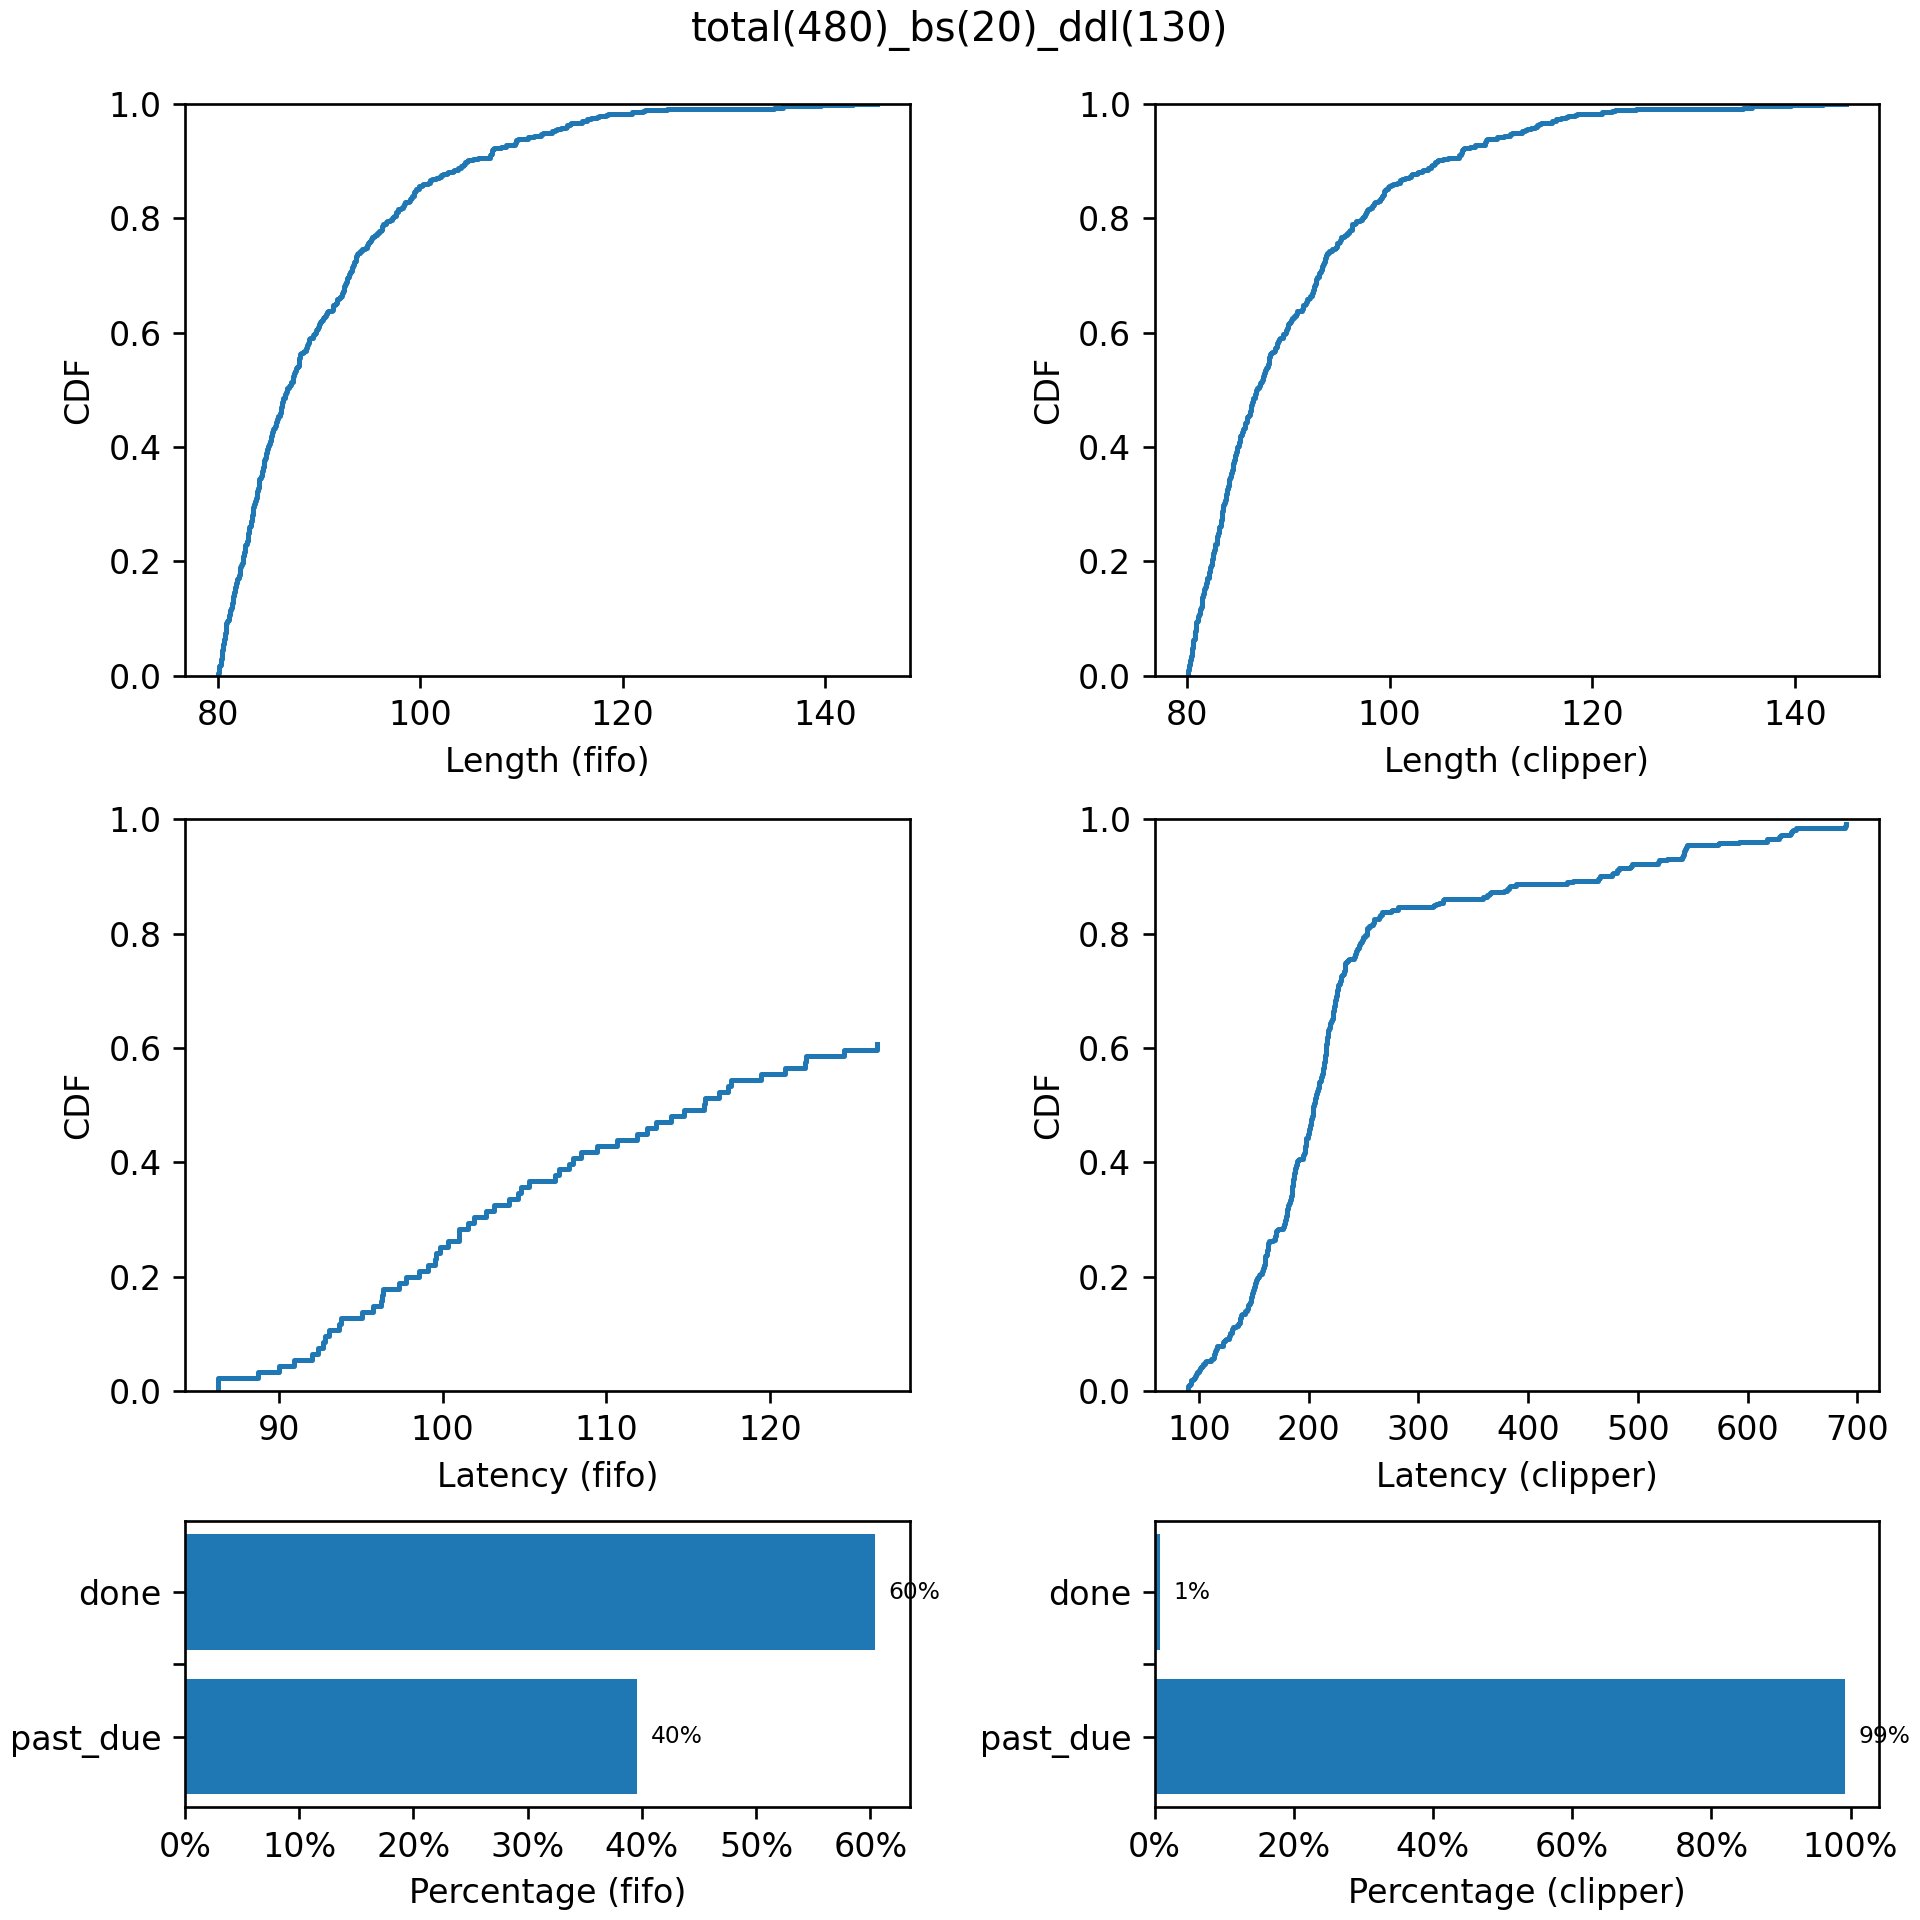 total(480)_bs(20)_ddl(130)
1.0
0.8
0.6
0.4
0.2
0.0
CDF
80 100 120 140
Length (fifo)
1.0
0.8
0.6
0.4
0.2
0.0
CDF
80 100 120 140
Length (clipper)
1.0
0.8
0.6
0.4
0.2
0.0
CDF
90 100 110 120
Latency (fifo)
1.0
0.8
0.6
0.4
0.2
0.0
CDF
100 200 300 400 500 600 700
Latency (clipper)
done 60%
past_due 40%
0% 10% 20% 30% 40% 50% 60%
Percentage (fifo)
done 1%
past_due 99%
0% 20% 40% 60% 80% 100%
Percentage (clipper)